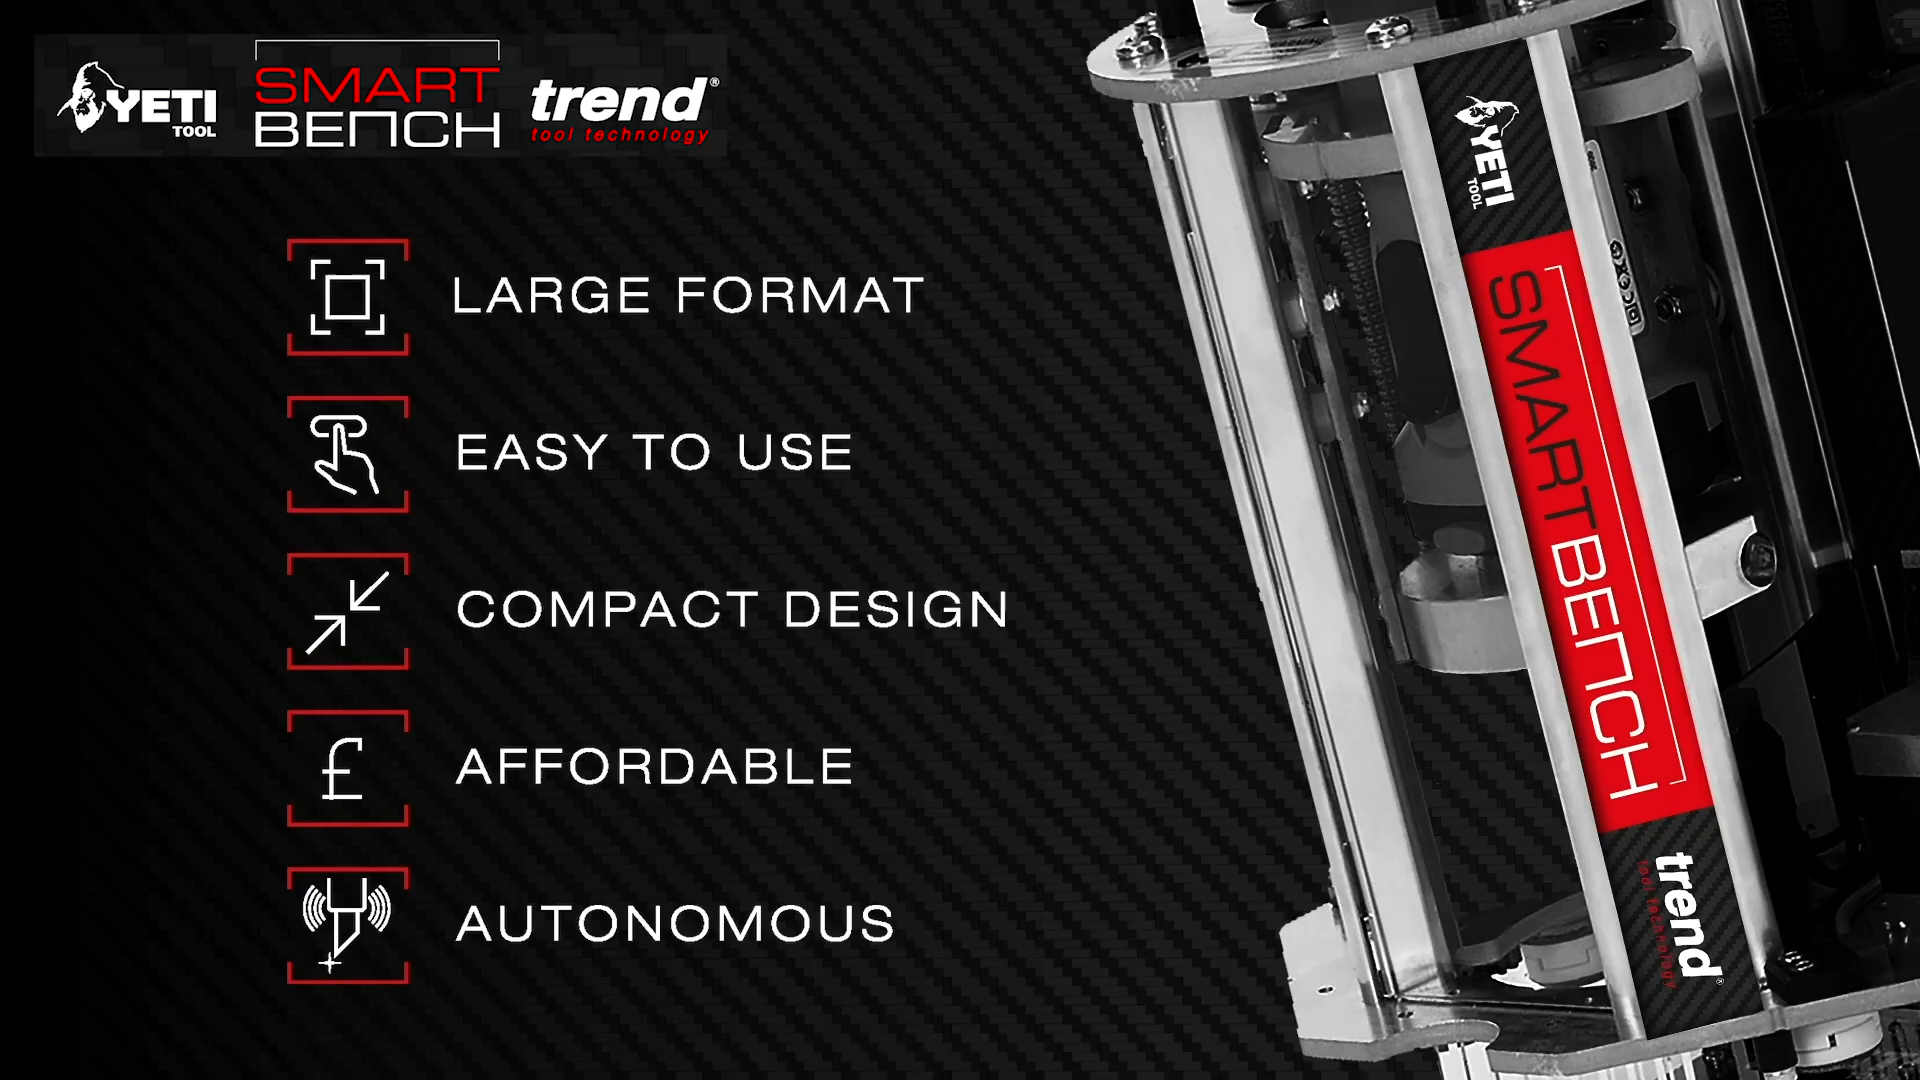 YETI
TOOL
SMART
BENCH
trend®
tool technology
LARGE FORMAT
EASY TO USE
COMPACT DESIGN
£
AFFORDABLE
AUTONOMOUS
YETI
TOOL
SMARTBENCH
trend®
tool technology